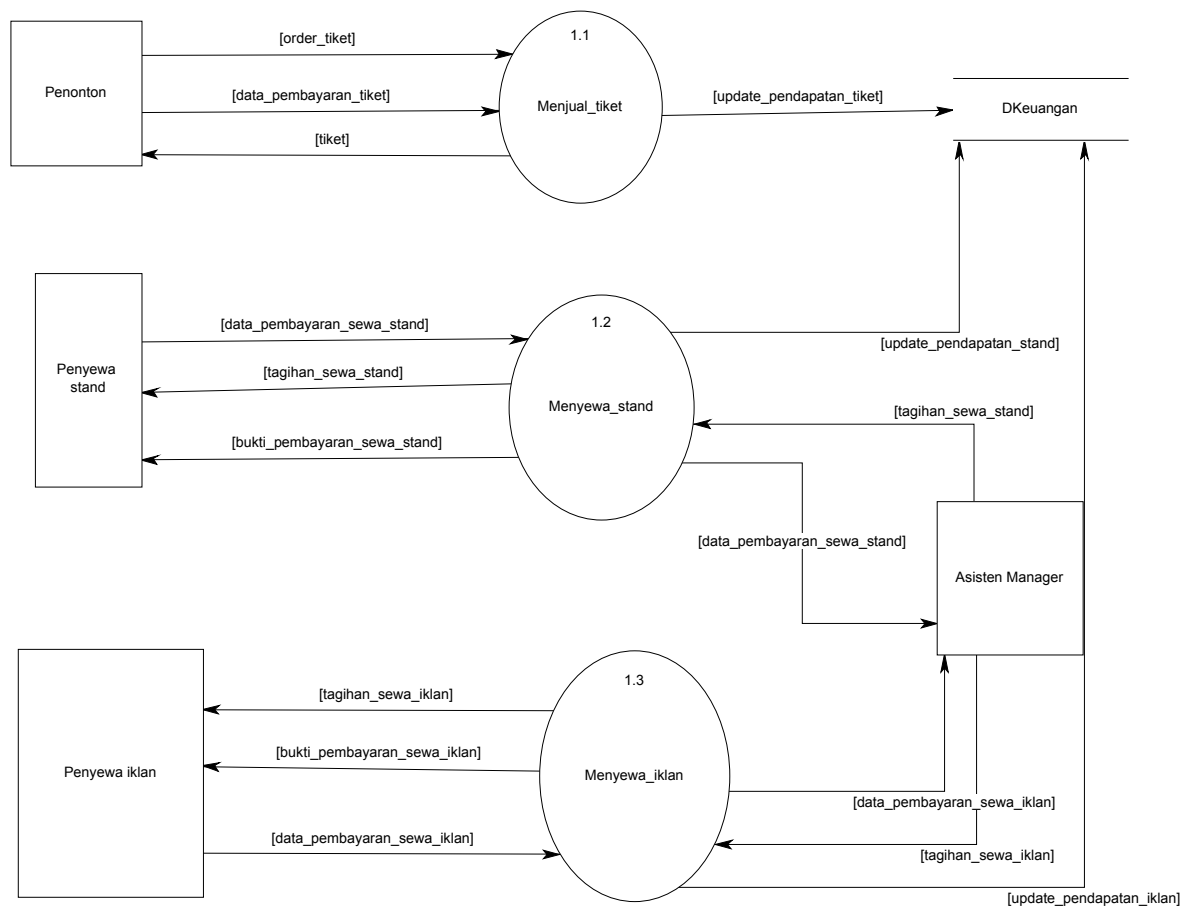 [order_tiket]
1.1
Penonton
[data_pembayaran_tiket]
Menjual_tiket
[update_pendapatan_tiket]
DKeuangan
[tiket]
[data_pembayaran_sewa_stand]
1.2
[update_pendapatan_stand]
Penyewa
stand
[tagihan_sewa_stand]
Menyewa_stand
[tagihan_sewa_stand]
[bukti_pembayaran_sewa_stand]
[data_pembayaran_sewa_stand]
Asisten Manager
1.3
[tagihan_sewa_iklan]
[bukti_pembayaran_sewa_iklan]
Penyewa iklan
Menyewa_iklan
[data_pembayaran_sewa_iklan]
[data_pembayaran_sewa_iklan]
[tagihan_sewa_iklan]
[update_pendapatan_iklan]